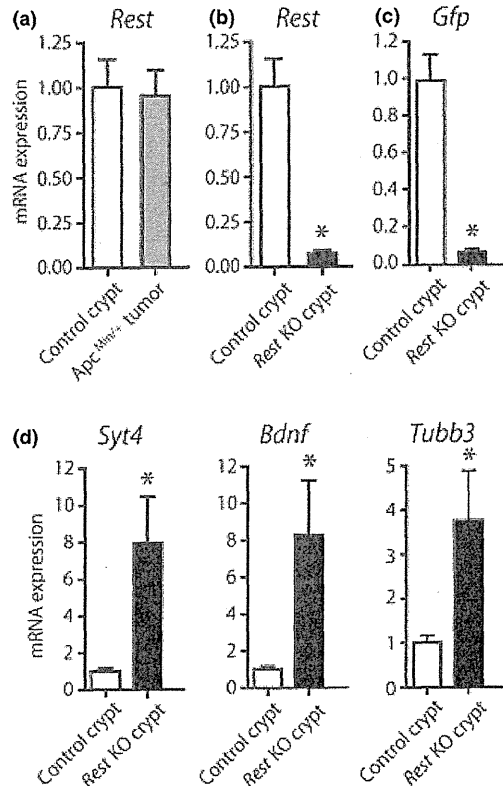 (a) Rest
(b) Rest
(c) Gfp
mRNA expression
1.25
1.00
0.75
0.50
0.25
0.00
Control crypt
Apc Min/+ tumor
1.25
1.00
0.75
0.50
0.25
0.00
*
Control crypt
Rest KO crypt
1.2
1.0
0.8
0.6
0.4
0.2
0.0
*
Control crypt
Rest KO crypt
(d) Syt4
mRNA expression
12
10
8
6
4
2
0
*
Control crypt
Rest KO crypt
Bdnf
12
10
8
6
4
2
0
*
Control crypt
Rest KO crypt
Tubb3
5
4
3
2
1
0
*
Control crypt
Rest KO crypt